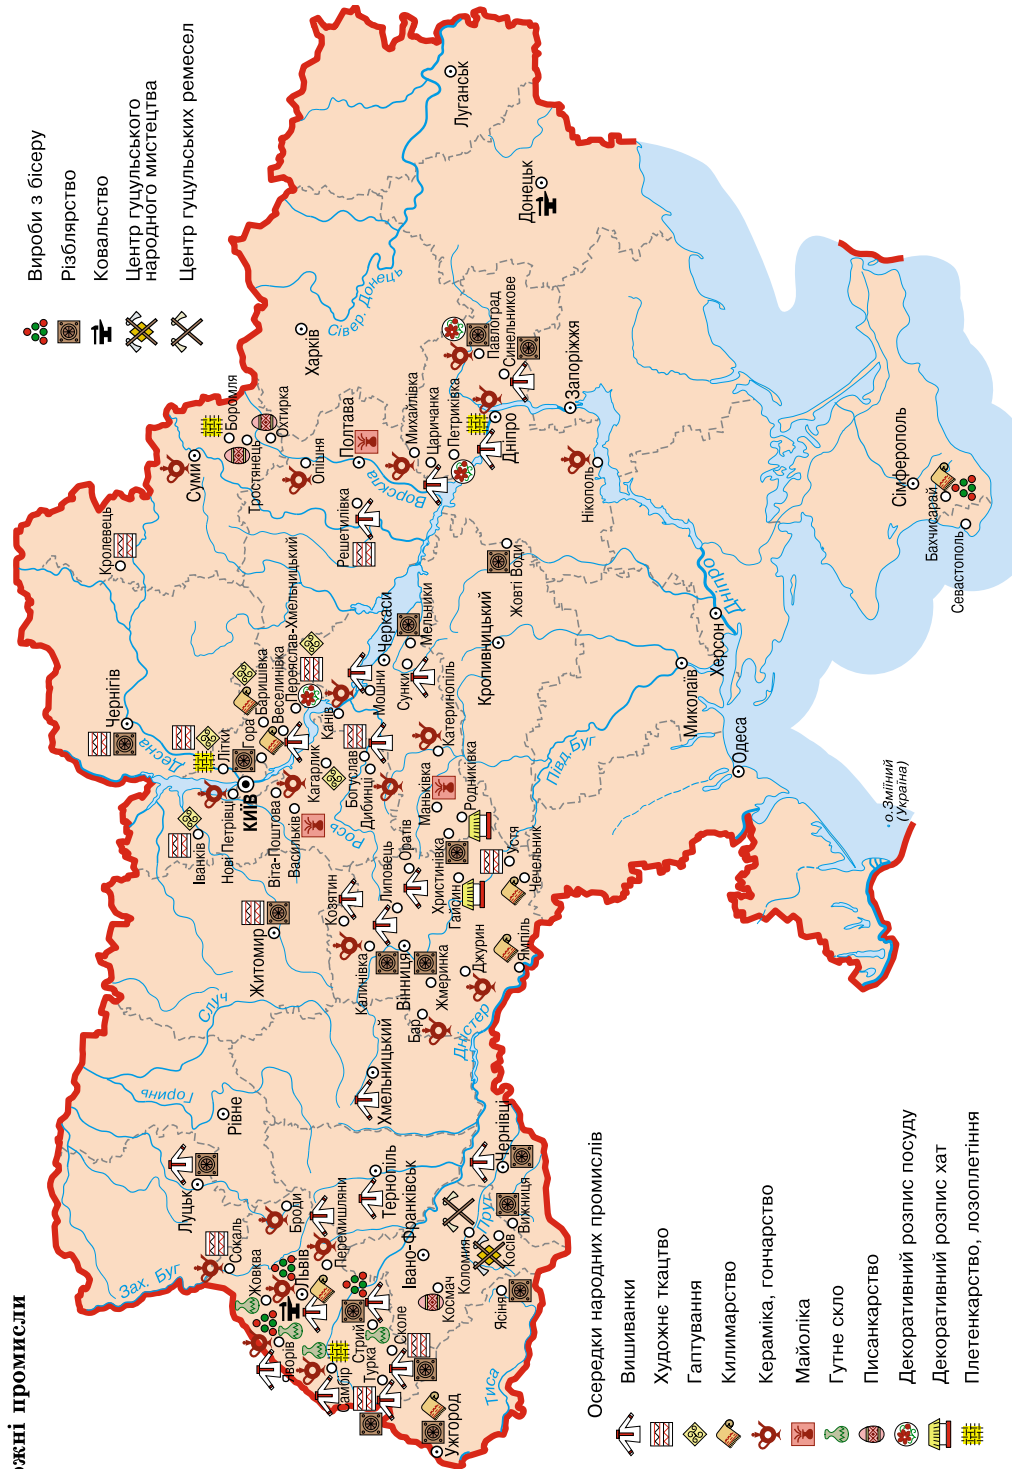 ожні промисли
Вироби з бісеру
Різблярство
Ковальство
Центр гуцульського
народного мистецтва
Центр гуцульських ремесел
Осередки народних промислів
Вишиванки
Художнє ткацтво
Гаптування
Килимарство
Кераміка, гончарство
Майоліка
Гутне скло
Писанкарство
Декоративний розпис посуду
Декоративний розпис хат
Плетенкарство, лозоплетіння
Луганськ
Донецьк
Сівер. Донець
Харків
Павлоград
Синельникове
Запоріжжя
Боромля
Охтирка
Тростянець
Суми
Опішня
Полтава
Михайлівка
Царичанка
Петриківка
Дніпро
Ворскла
Нікополь
Решетилівка
Кролевець
Сімферополь
Бахчисарай
Севастополь
Жовті Води
Дніпро
Херсон
Миколаїв
Одеса
Кропивницький
Мельники
Черкаси
Сунки
Мошни
Катеринопіль
Переяслав-Хмельницький
Веселинівка
Баришівка
Гора
Літки
Чернігів
Десна
Канів
Кагарлик
Богуслав
Дибинці
КИЇВ
Нові Петрівці
Віта-Поштова
Васильків
Іванків
Рось
Маньківка
Родниківка
Півд. Буг
о.Зміїний
(Україна)
Христинівка
Устя
Чечельник
Гайсин
Оратів
Липовець
Козятин
Калинівка
Вінниця
Жмеринка
Джурин
Ямпіль
Бар
Дністер
Житомир
Случ
Горинь
Рівне
Хмельницький
Луцьк
Тернопіль
Чернівці
Вижниця
Прут
Косів
Коломия
Івано-Франківськ
Космач
Ясіня
Тиса
Броди
Перемишляни
Сокаль
Зах. Буг
Жовква
Львів
Яворів
Самбір
Стрий
Сколе
Турка
Ужгород